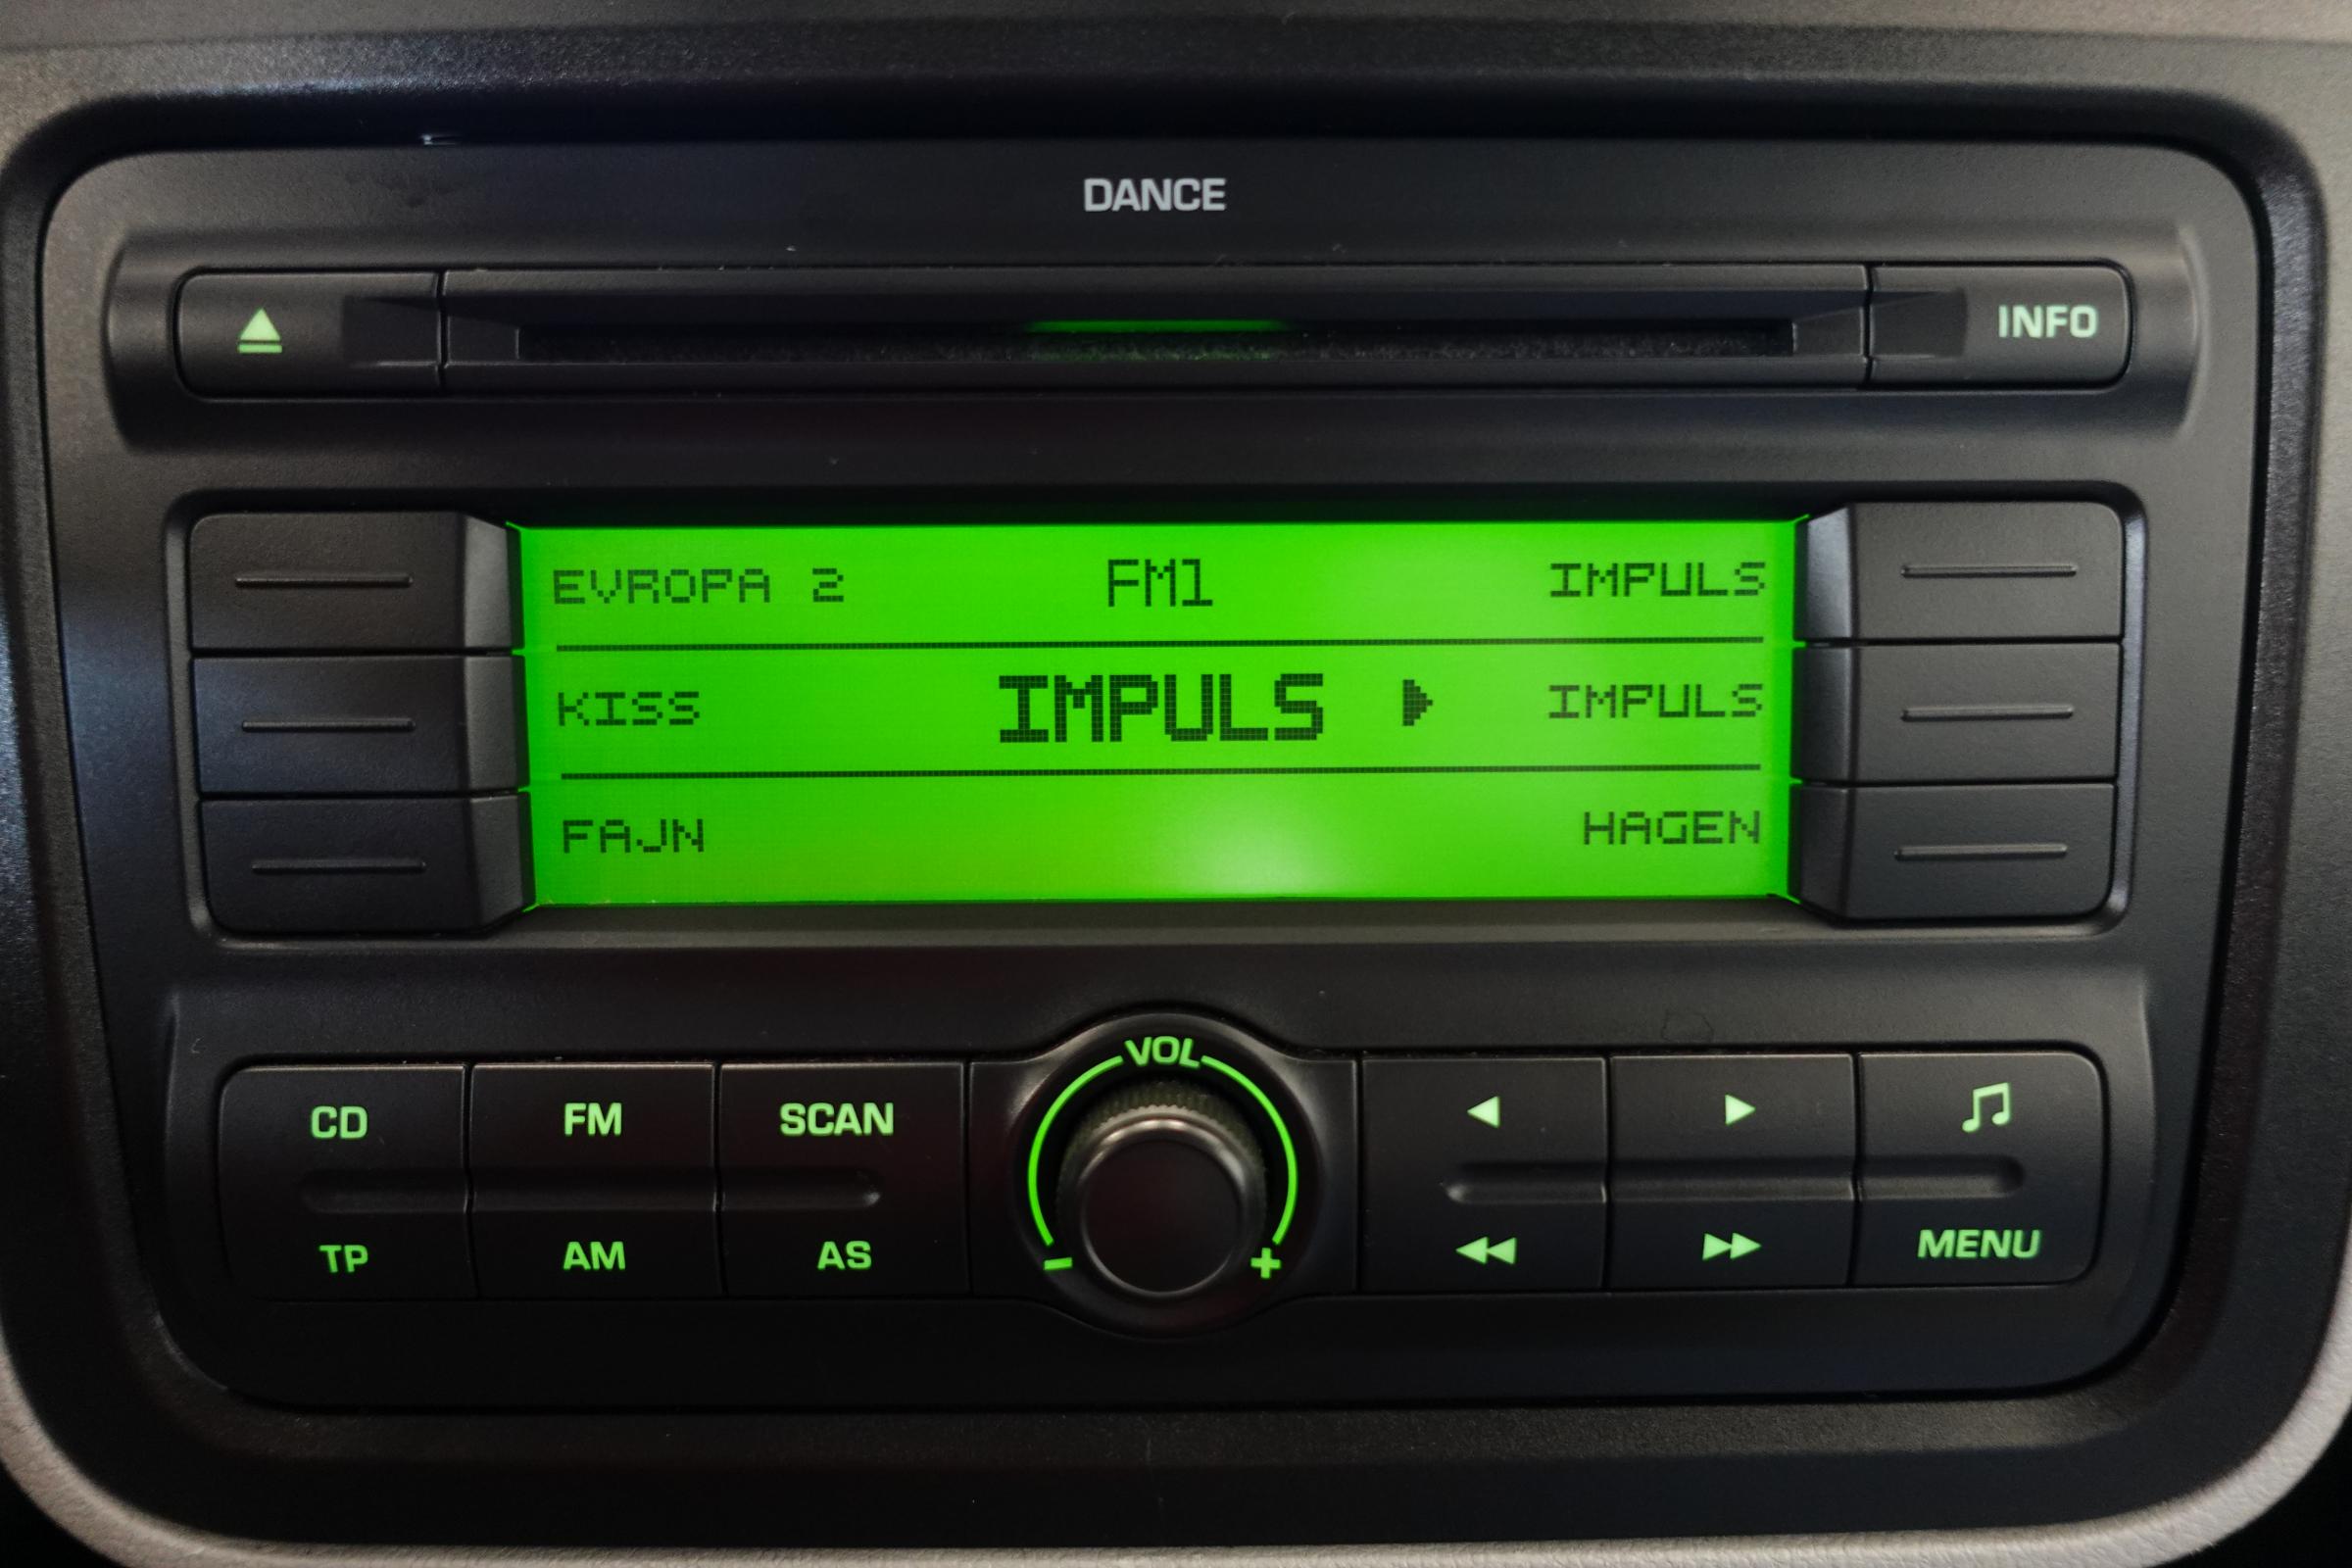 DANCE
INFO
EVROPA 2 FM1 IMPULS
KISS IMPULS IMPULS
FAJN HAGEN
VOL
CD FM SCAN
- +
TP AM AS MENU